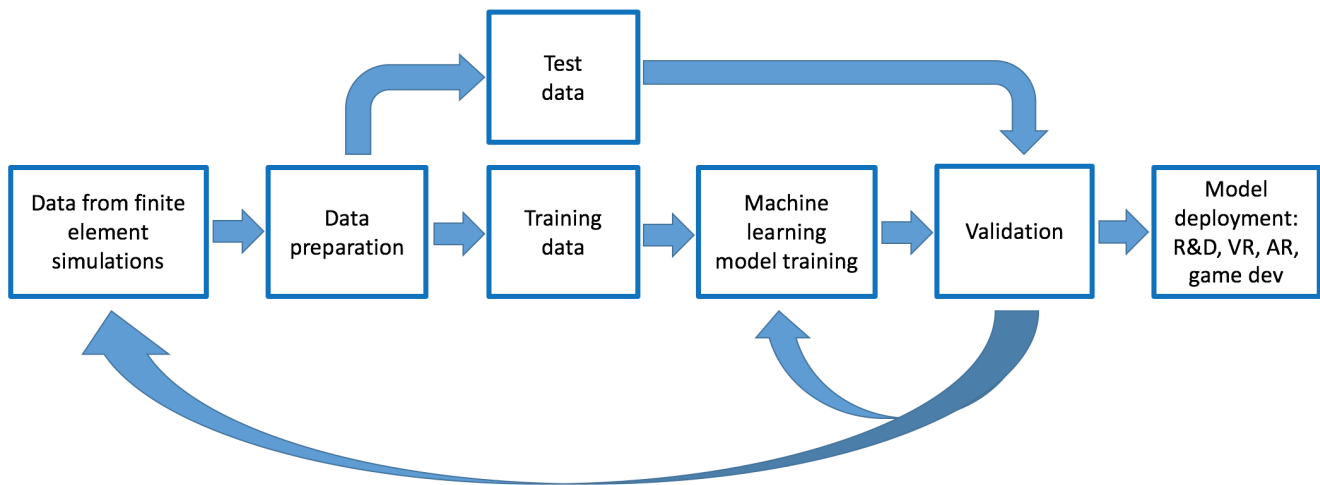 Test
data
Data from finite
element
simulations
Data
preparation
Training
data
Machine
learning
model training
Validation
Model
deployment:
R&D, VR, AR,
game dev